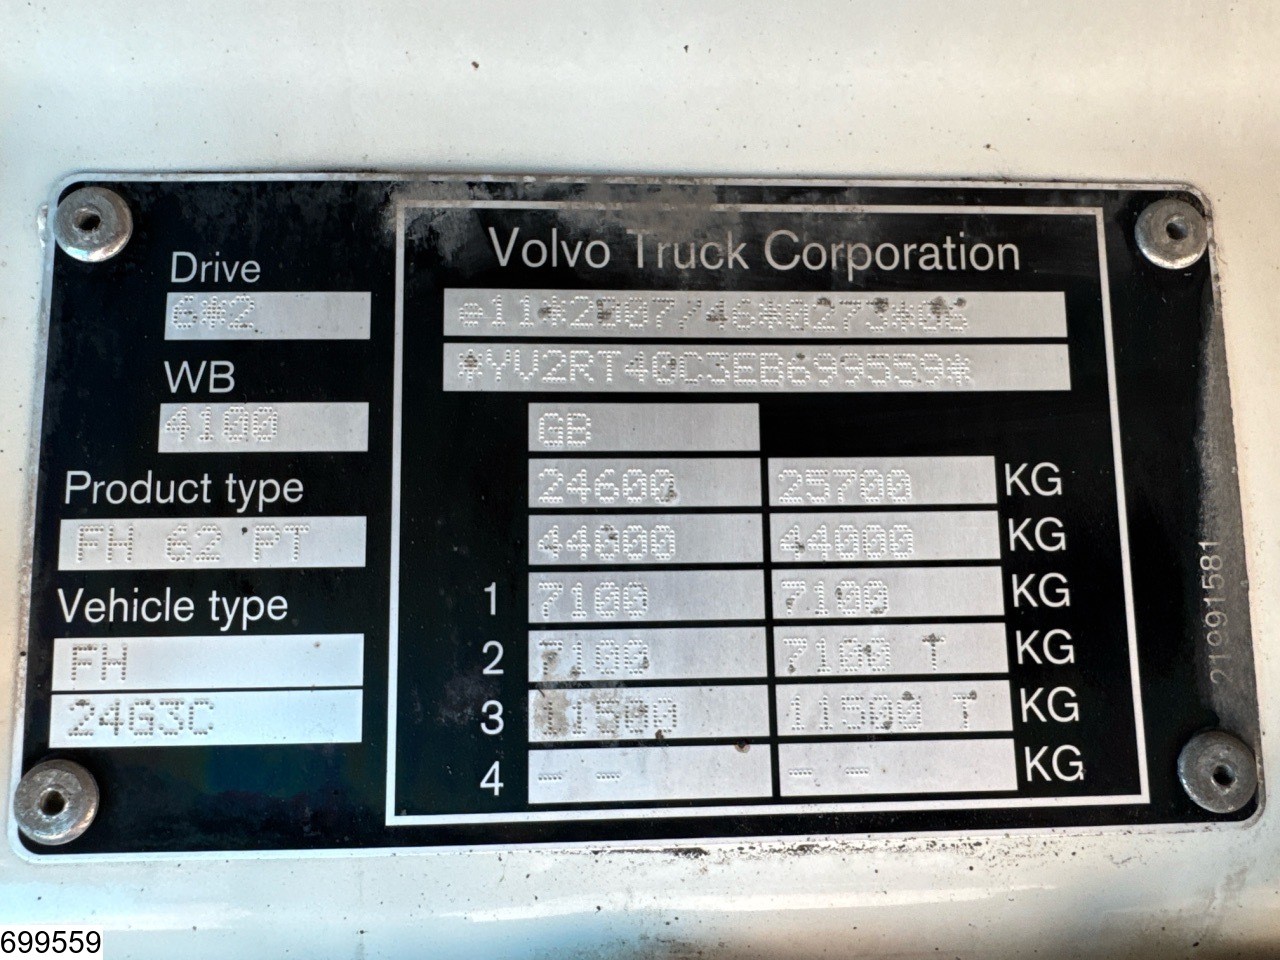 Drive
6*2
WB
4100
Product type
FH 62 PT
Vehicle type
FH
24G3C
Volvo Truck Corporation
e11*2007/46*0273*06
*YV2RT40C3EB699559*
GB
24600 25700 KG
44000 44000 KG
1 7100 7100 KG
2 7100 7100 T KG
3 11500 11500 T KG
4 -- -- KG
21291581
699559